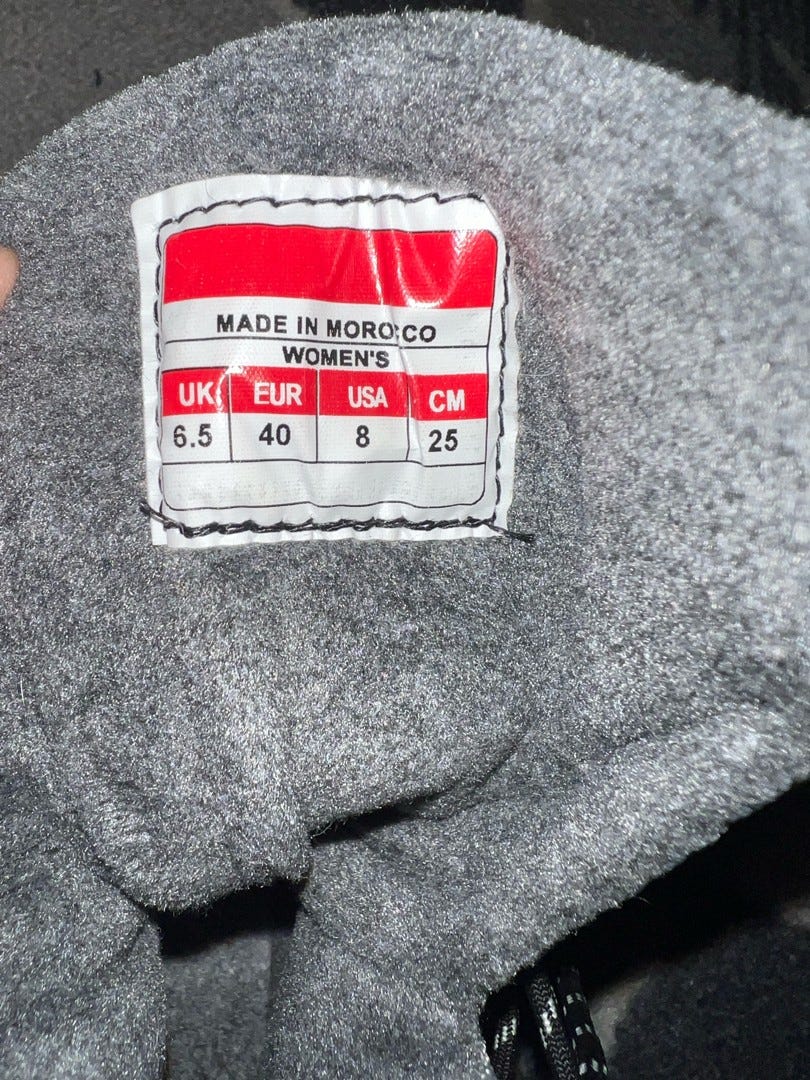 MADE IN MOROCCO
WOMEN'S
UK EUR USA CM
6.5 40 8 25